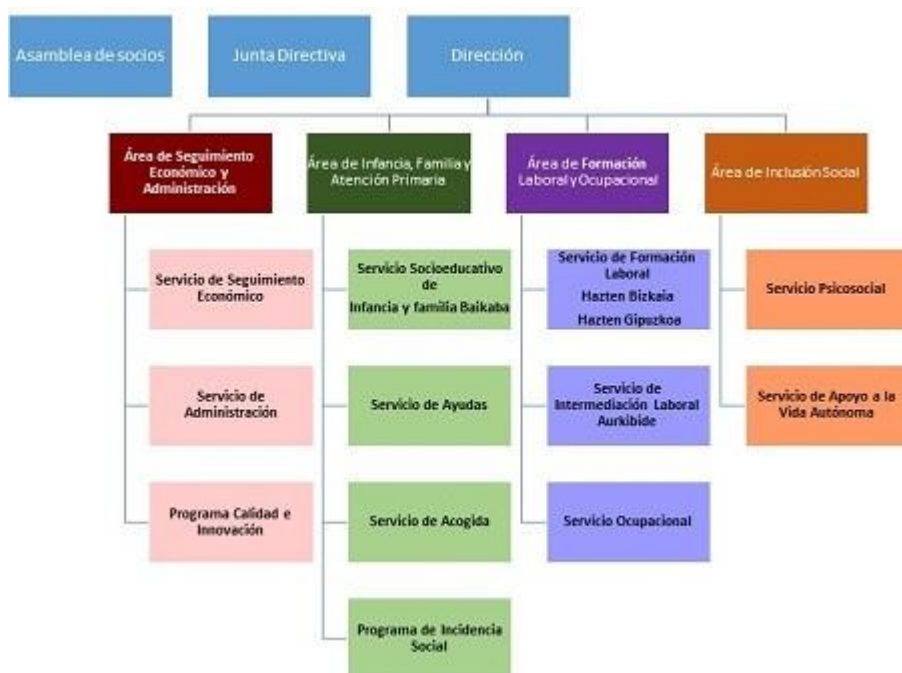 Asamblea de socios
Junta Directiva
Dirección
Área de Seguimiento
Económico y
Administración
Área de Infancia, Familia y
Atención Primaria
Área de Formación
Laboral y Ocupacional
Área de Inclusión Social
Servicio de Seguimiento
Económico
Servicio de
Administración
Programa Calidad e
Innovación
Servicio Socioeducativo
de
Infancia y familia Baikaba
Servicio de Ayudas
Servicio de Acogida
Programa de Incidencia
Social
Servicio de Formación
Laboral
Hazten Bizkaia
Hazten Gipuzkoa
Servicio de
Intermediación Laboral
Aurkibide
Servicio Ocupacional
Servicio Psicosocial
Servicio de Apoyo a la
Vida Autónoma